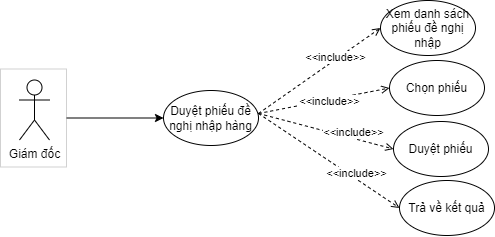 Xem danh sách
phiếu đề nghị
nhập
<<include>>
Chọn phiếu
<<include>>
Duyệt phiếu đề
nghị nhập hàng
<<include>>
Duyệt phiếu
Giám đốc
<<include>>
Trả về kết quả